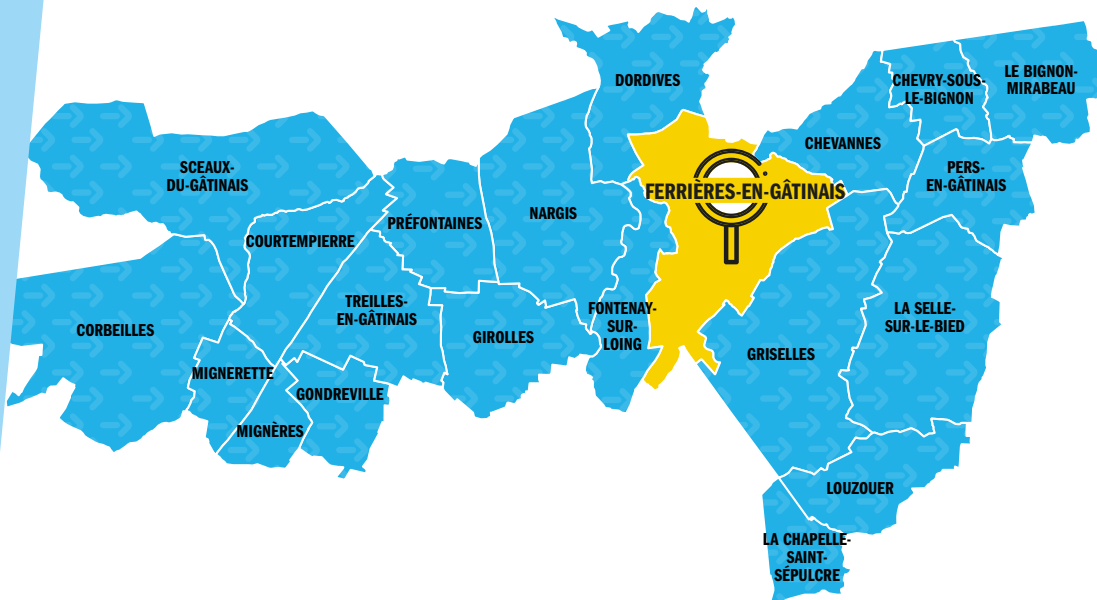 DORDIVES
CHEVRY-SOUS-
LE-BIGNON
LE BIGNON-
MIRABEAU
CHEVANNES
SCEAUX-
DU-GÂTINAIS
PERS-
EN-GÂTINAIS
FERRIÈRES-EN-GÂTINAIS
NARGIS
PRÉFONTAINES
COURTEMPIERRE
TREILLES-
EN-GÂTINAIS
LA SELLE-
SUR-LE-BIED
FONTENAY-
SUR-
LOING
CORBEILLES
GIROLLES
GRISELLES
MIGNERETTE
GONDREVILLE
MIGNÈRES
LOUZOUER
LA CHAPELLE-
SAINT-
SÉPULCRE